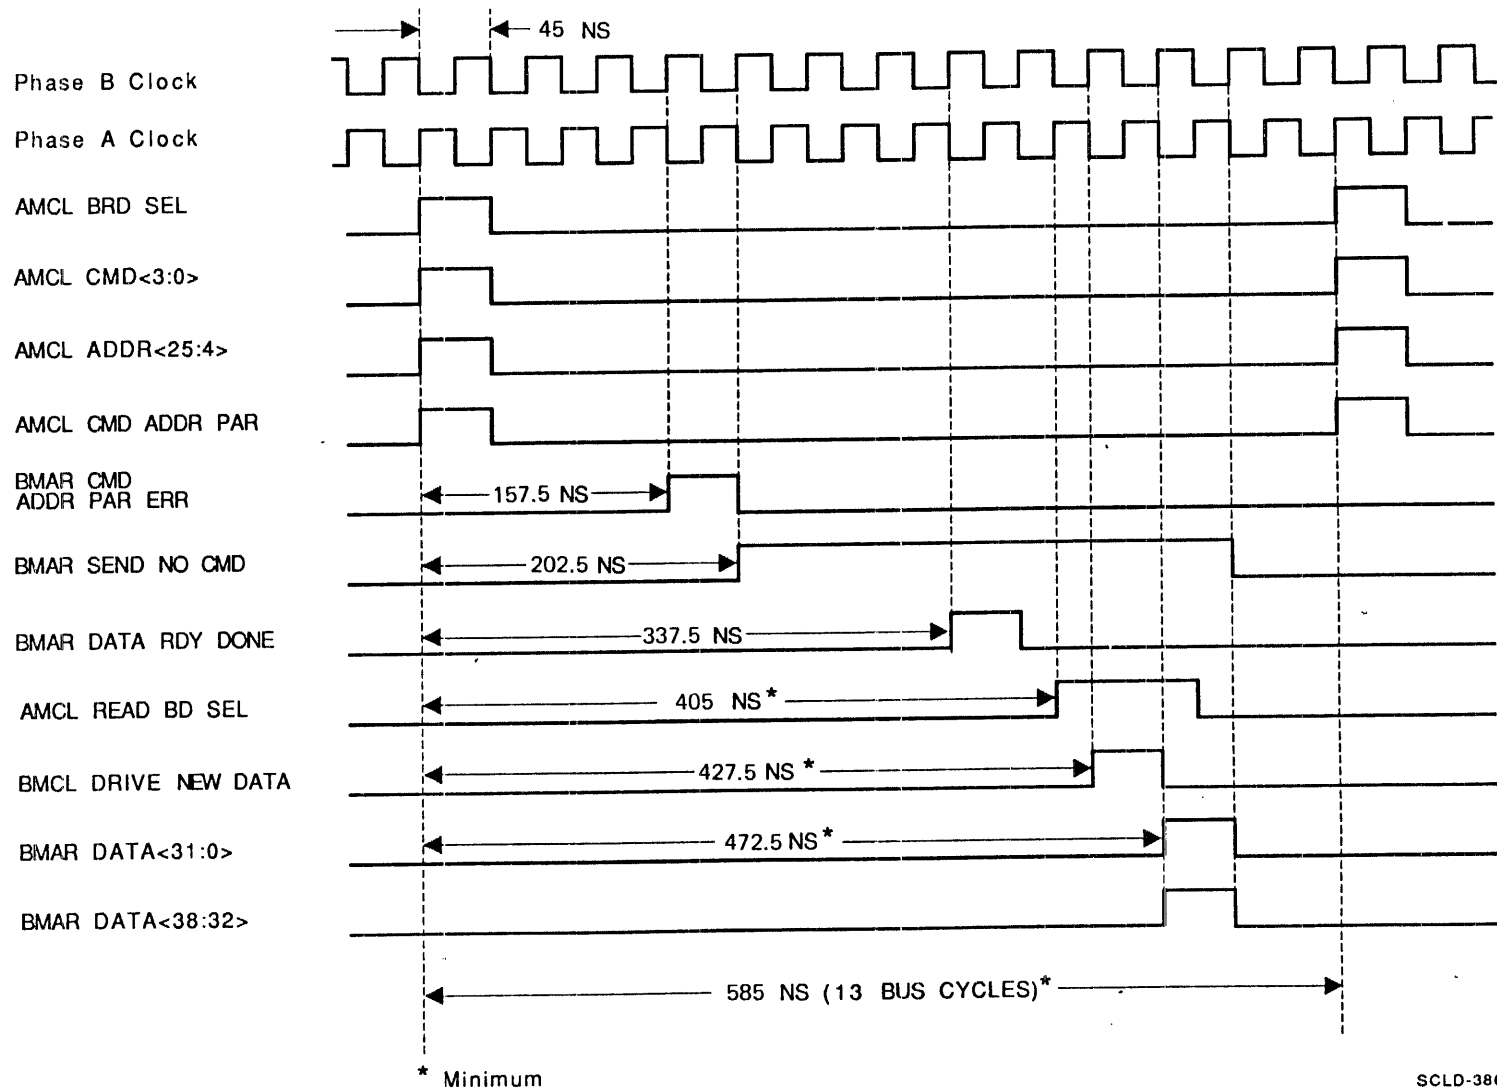 45 NS
Phase B Clock
Phase A Clock
AMCL BRD SEL
AMCL CMD<3:0>
AMCL ADDR<25:4>
AMCL CMD ADDR PAR
BMAR CMD
ADDR PAR ERR
157.5 NS
BMAR SEND NO CMD
202.5 NS
BMAR DATA RDY DONE
337.5 NS
AMCL READ BD SEL
405 NS*
BMCL DRIVE NEW DATA
427.5 NS*
BMAR DATA<31:0>
472.5 NS*
BMAR DATA<38:32>
585 NS (13 BUS CYCLES)*
* Minimum